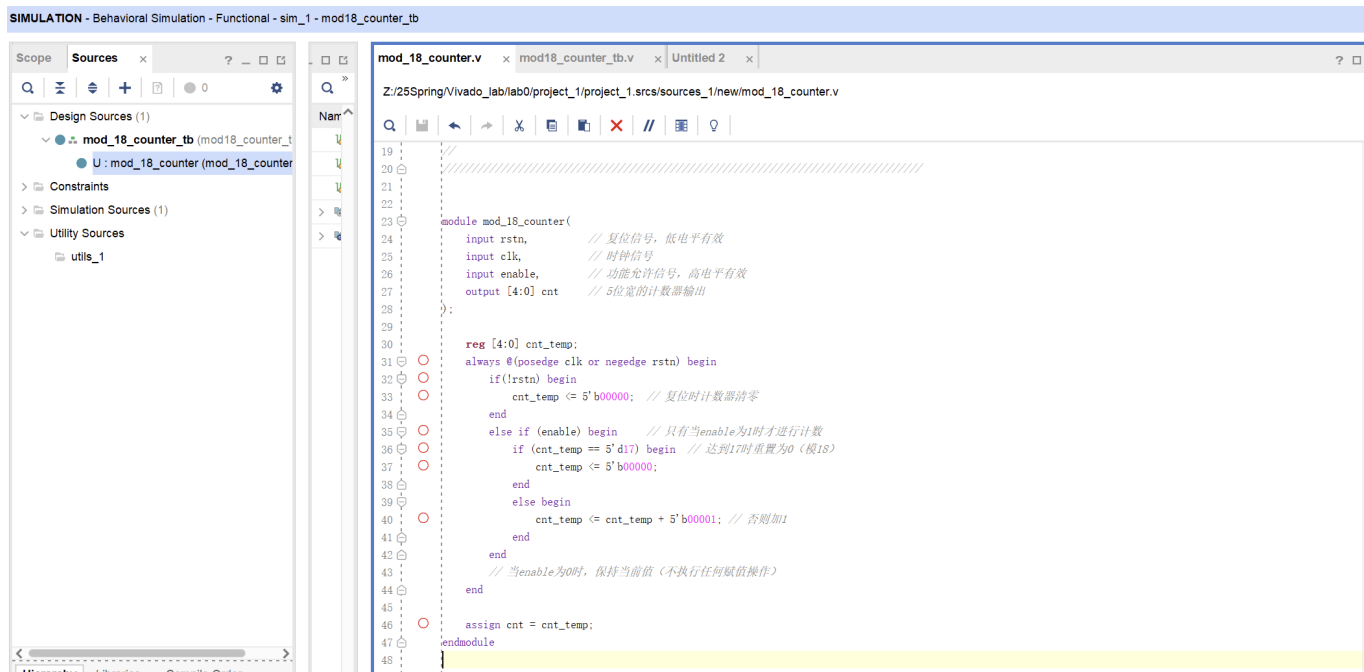 SIMULATION - Behavioral Simulation - Functional - sim_1 - mod18_counter_tb
Scope Sources × ? _
0
Design Sources (1)
mod_18_counter_tb (mod18_counter_t
U : mod_18_counter (mod_18_counter
Constraints
Simulation Sources (1)
Utility Sources
utils_1
»
Nam
mod_18_counter.v × mod18_counter_tb.v × Untitled 2 × ?
Z:/25Spring/Vivado_lab/lab0/project_1/project_1.srcs/sources_1/new/mod_18_counter.v
19 //
20 ////////////////////////////////////////////////////////////////////////////////
21
22
23 module mod_18_counter(
24 input rstn, // 复位信号，低电平有效
25 input clk, // 时钟信号
26 input enable, // 功能允许信号，高电平有效
27 output [4:0] cnt // 5位宽的计数器输出
28 );
29
30 reg [4:0] cnt_temp;
31 always @(posedge clk or negedge rstn) begin
32 if(!rstn) begin
33 cnt_temp <= 5'b00000; // 复位时计数器清零
34 end
35 else if (enable) begin // 只有当enable为1时才进行计数
36 if (cnt_temp == 5'd17) begin // 达到17时重置为0（模18）
37 cnt_temp <= 5'b00000;
38 end
39 else begin
40 cnt_temp <= cnt_temp + 5'b00001; // 否则加1
41 end
42 end
43 // 当enable为0时，保持当前值（不执行任何赋值操作）
44 end
45
46 assign cnt = cnt_temp;
47 endmodule
48